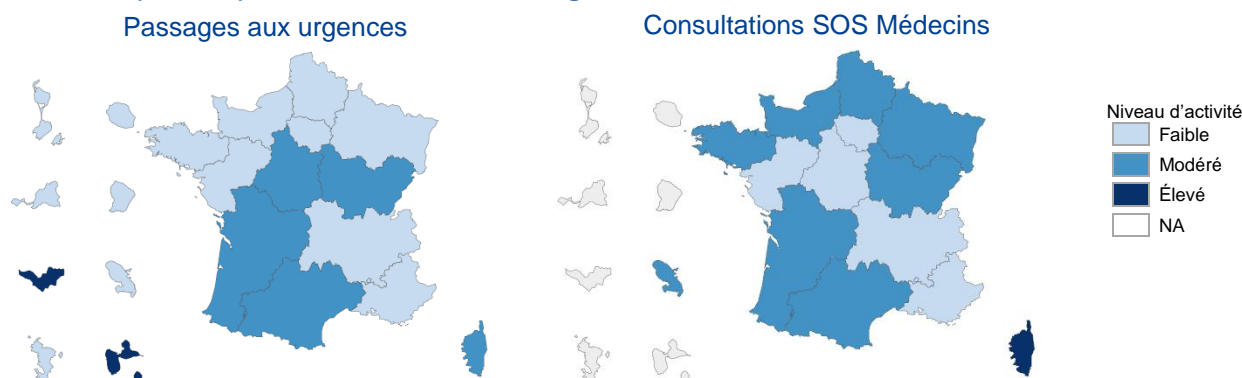 Passages aux urgences
Consultations SOS Médecins
Niveau d'activité
Faible
Modéré
Élevé
NA